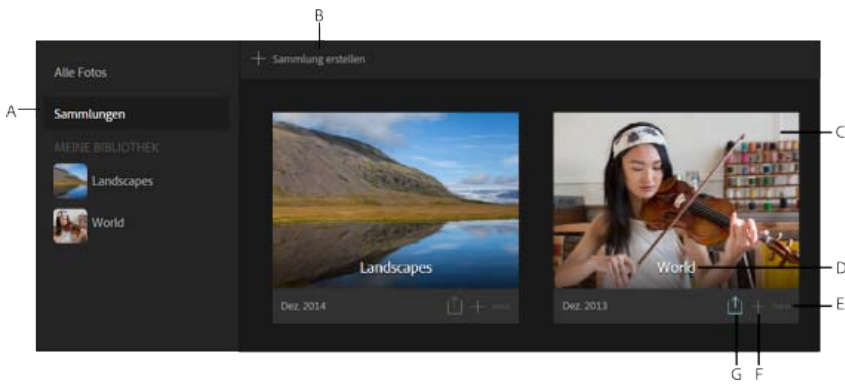 B
Sammlung erstellen
Alle Fotos
A
Sammlungen
C
MEINE BIBLIOTHEK
Landscapes
World
Landscapes
World
D
Dez. 2014
Dez. 2013
E
G
F